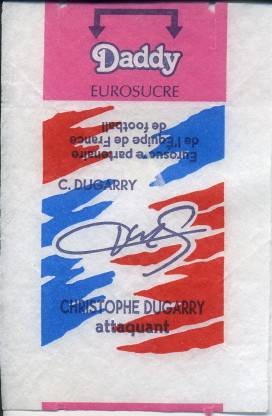 Daddy
EUROSUCRE
Eurosucre partenaire
de l'Equipe de France
de football
C. DUGARRY
CHRISTOPHE DUGARRY
attaquant